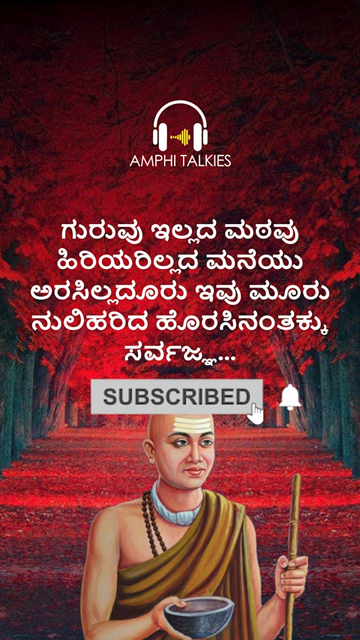 AMPHI TALKIES
ಗುರುವು ಇಲ್ಲದ ಮಠವು
ಹಿರಿಯರಿಲ್ಲದ ಮನೆಯು
ಅರಸಿಲ್ಲದೂರು ಇವು ಮೂರು
ನುಲಿಹರಿದ ಹೊರಸಿನಂತಕ್ಕು
ಸರ್ವಜ್ಞ...
SUBSCRIBED